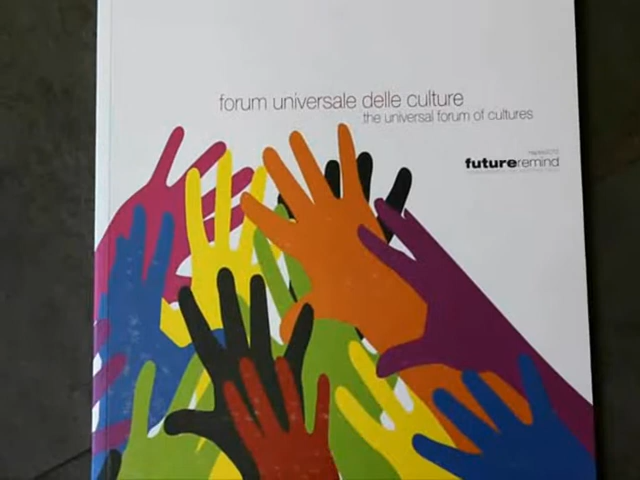 forum universale delle culture
the universal forum of cultures
futureremind